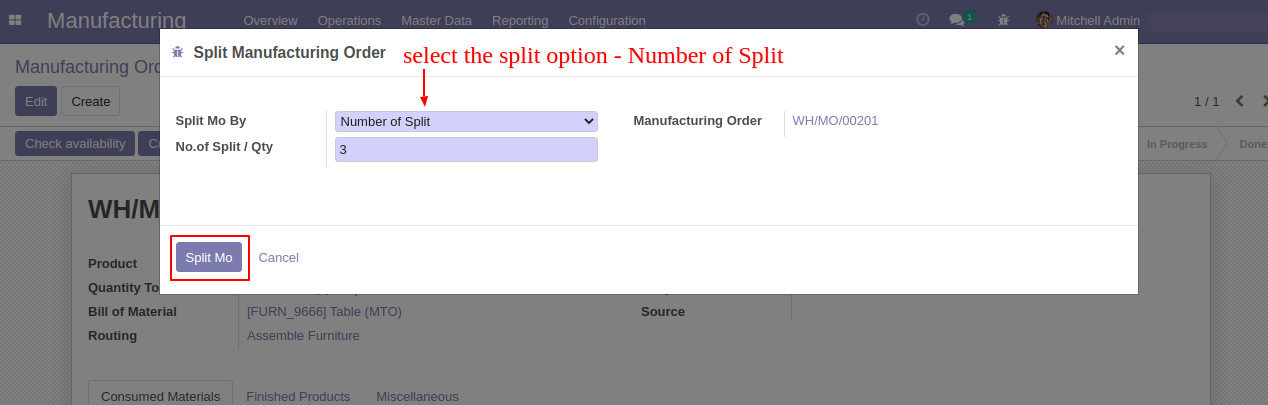 Manufacturing Overview Operations Master Data Reporting Configuration 1 Mitchell Admin
Split Manufacturing Order select the split option - Number of Split ×
Manufacturing Ord
Edit Create 1 / 1
Split Mo By Number of Split Manufacturing Order WH/MO/00201
Check availability In Progress Done
No.of Split / Qty 3
WH/M
Split Mo Cancel
Product
Quantity To
Bill of Material [FURN_9666] Table (MTO) Source
Routing Assemble Furniture
Consumed Materials Finished Products Miscellaneous